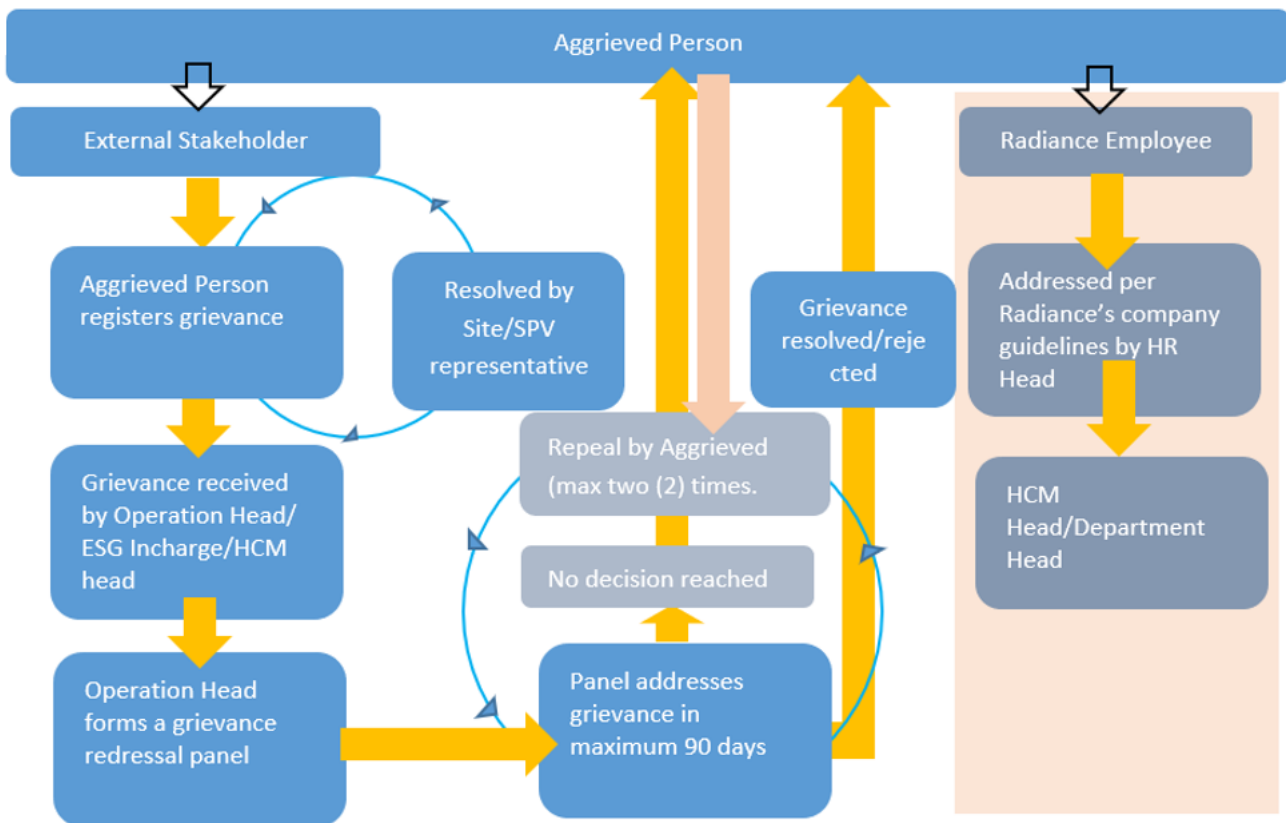 Aggrieved Person
External Stakeholder
Radiance Employee
Aggrieved Person
registers grievance
Resolved by
Site/SPV
representative
Grievance
resolved/reje
cted
Addressed per
Radiance’s company
guidelines by HR
Head
Repeal by Aggrieved
(max two (2) times.
Grievance received
by Operation Head/
ESG Incharge/HCM
head
HCM
Head/Department
Head
No decision reached
Operation Head
forms a grievance
redressal panel
Panel addresses
grievance in
maximum 90 days